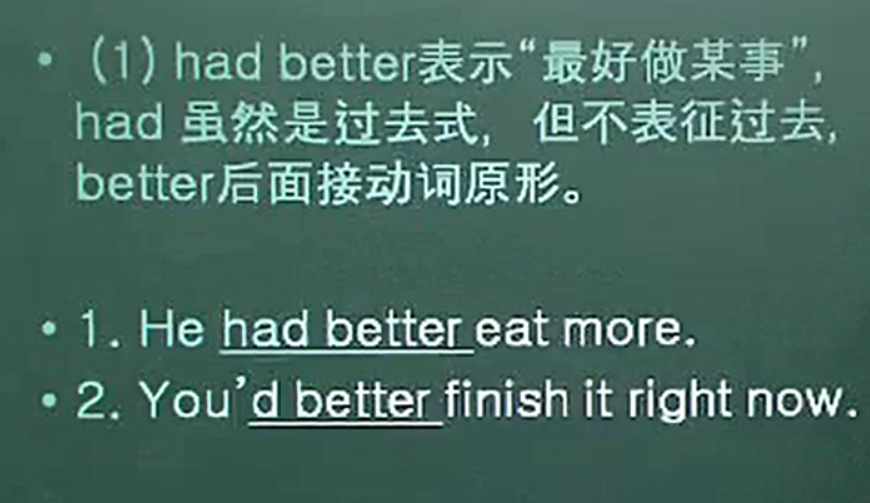 • (1) had better表示“最好做某事”,
had 虽然是过去式, 但不表征过去,
better后面接动词原形。
• 1. He had better eat more.
• 2. You’d better finish it right now.